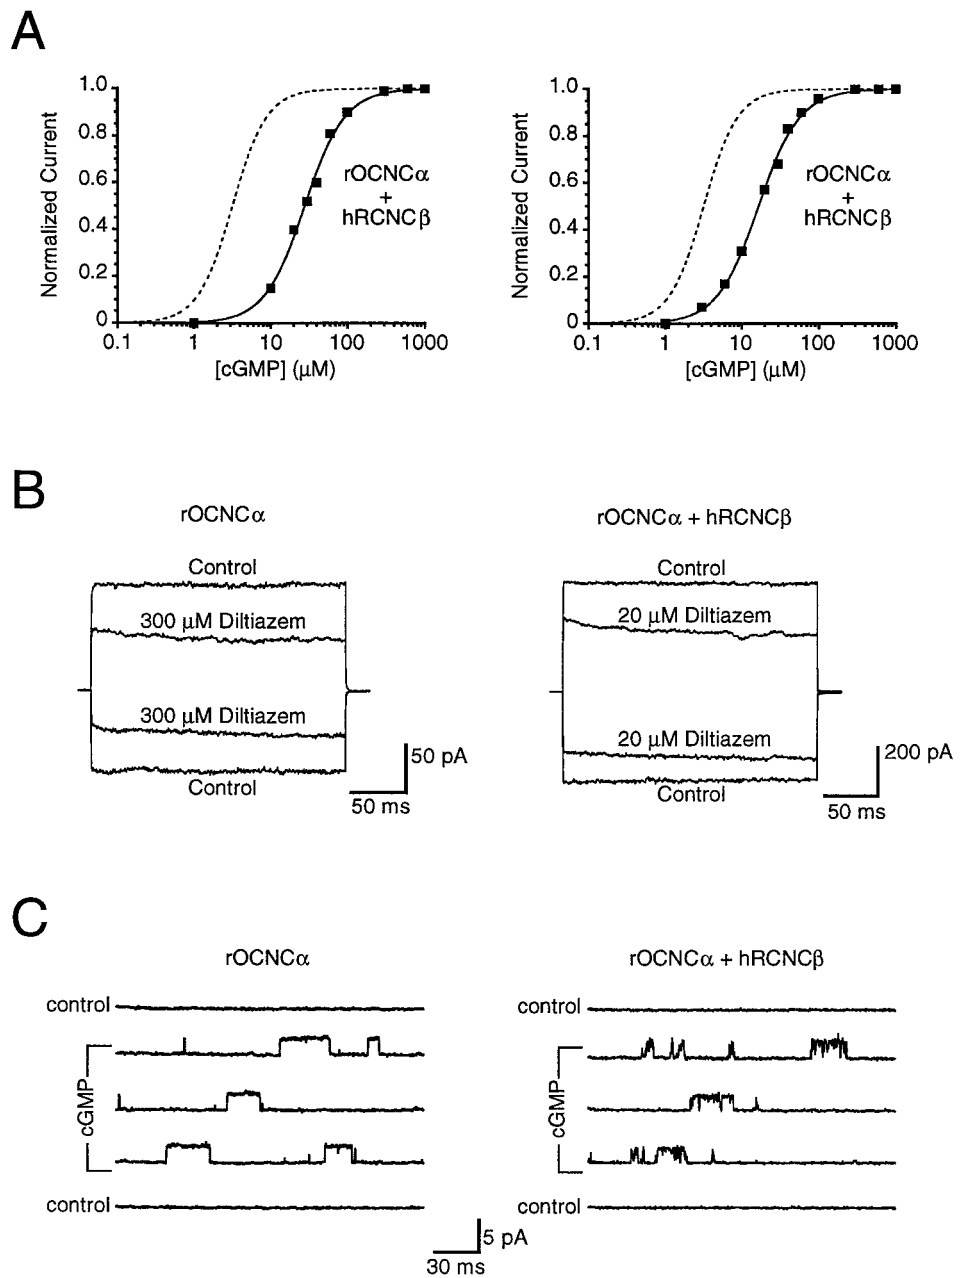 A
Normalized Current
1.0
0.8
0.6
0.4
0.2
0
0.1
1
10
100
1000
[cGMP] (μM)
rOCNCα
+
hRCNCβ
Normalized Current
1.0
0.8
0.6
0.4
0.2
0
0.1
1
10
100
1000
[cGMP] (μM)
rOCNCα
+
hRCNCβ
B
rOCNCα
Control
300 μM Diltiazem
300 μM Diltiazem
Control
50 pA
50 ms
rOCNCα + hRCNCβ
Control
20 μM Diltiazem
20 μM Diltiazem
Control
200 pA
50 ms
C
rOCNCα
control
cGMP
control
rOCNCα + hRCNCβ
control
cGMP
control
5 pA
30 ms